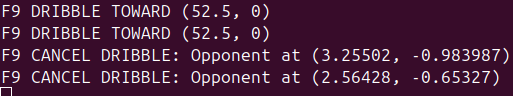 F9 DRIBBLE TOWARD (52.5, 0)
F9 DRIBBLE TOWARD (52.5, 0)
F9 CANCEL DRIBBLE: Opponent at (3.25502, -0.983987)
F9 CANCEL DRIBBLE: Opponent at (2.56428, -0.65327)